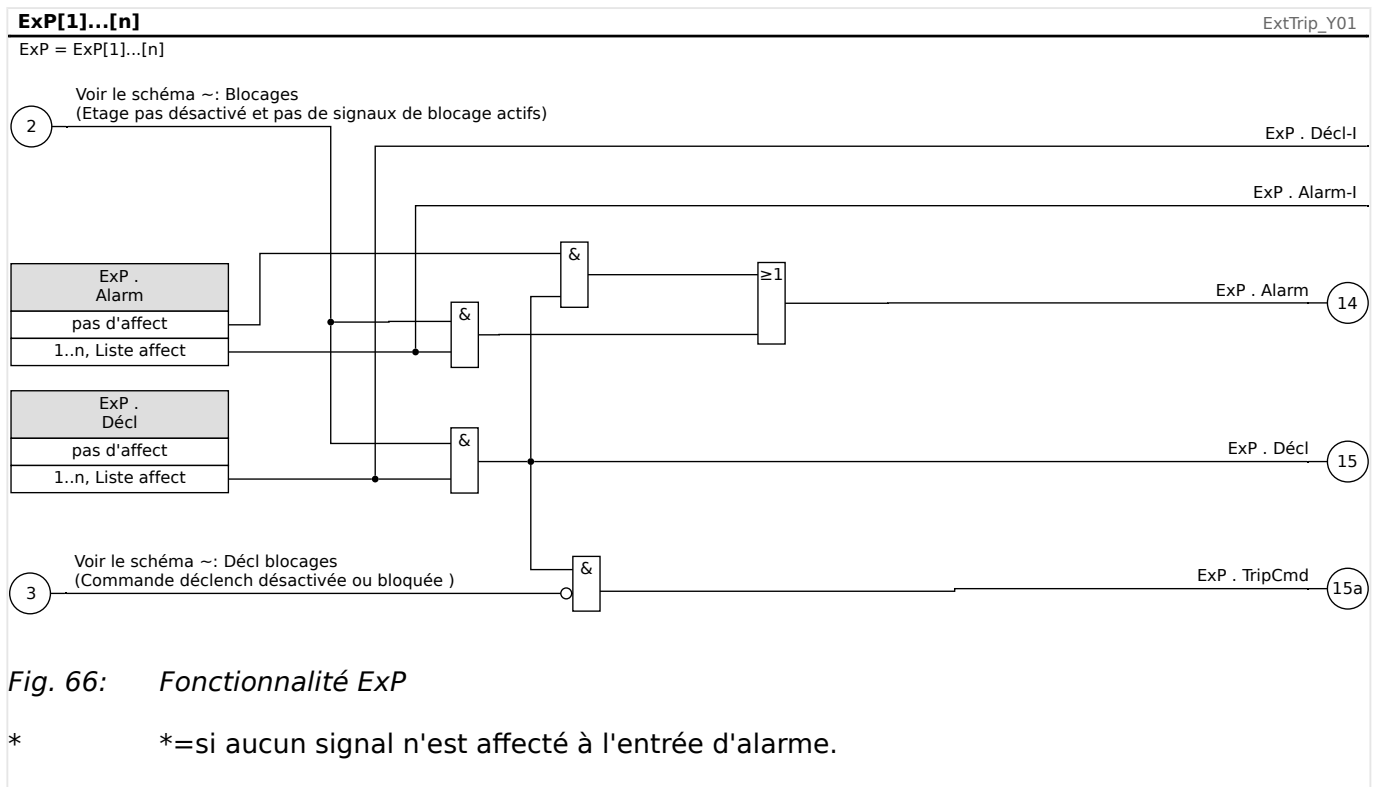 ExP[1]...[n]
ExtTrip_Y01
ExP = ExP[1]...[n]
Voir le schéma ~: Blocages
(Etage pas désactivé et pas de signaux de blocage actifs)
2
ExP . Décl-I
ExP . Alarm-I
&
ExP .
Alarm
≥1
ExP . Alarm
14
pas d'affect
&
1..n, Liste affect
ExP .
Décl
&
pas d'affect
ExP . Décl
15
1..n, Liste affect
Voir le schéma ~: Décl blocages
(Commande déclench désactivée ou bloquée )
3
&
ExP . TripCmd
15a
Fig. 66: Fonctionnalité ExP
* *=si aucun signal n'est affecté à l'entrée d'alarme.